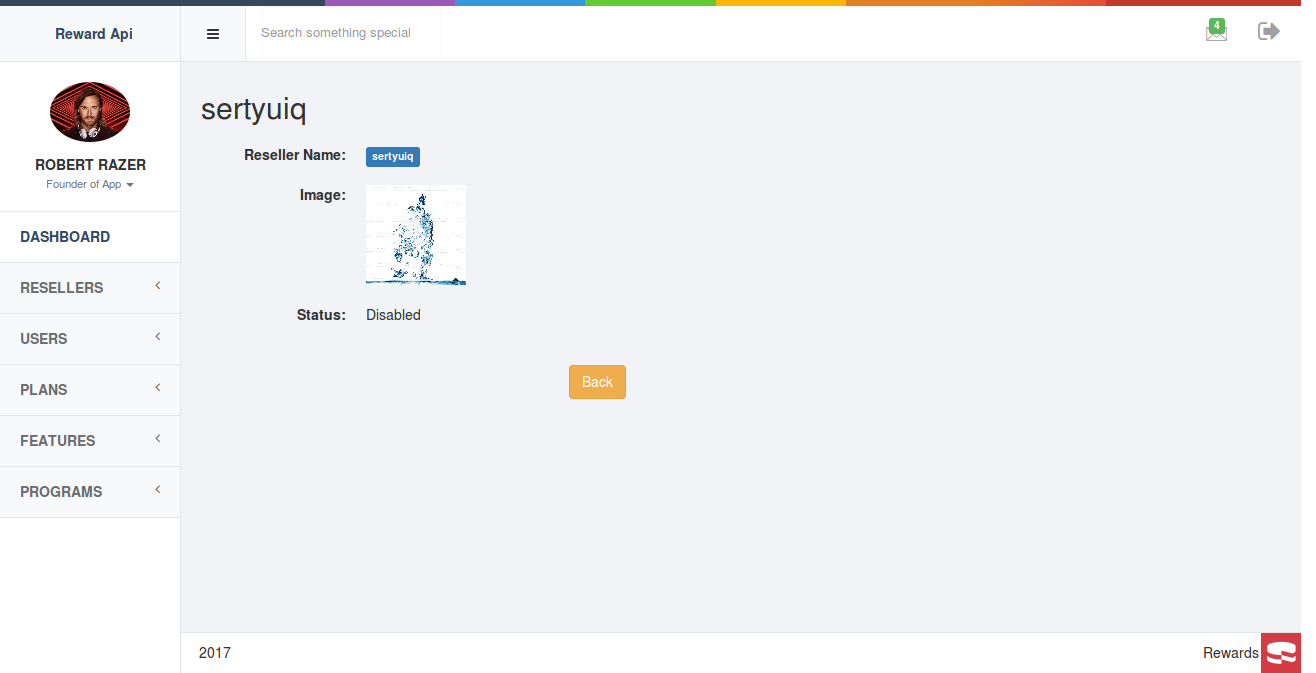 Reward Api
Search something special
4
ROBERT RAZER
Founder of App
DASHBOARD
RESELLERS
USERS
PLANS
FEATURES
PROGRAMS
sertyuiq
Reseller Name: sertyuiq
Image:
Status: Disabled
Back
2017
Rewards